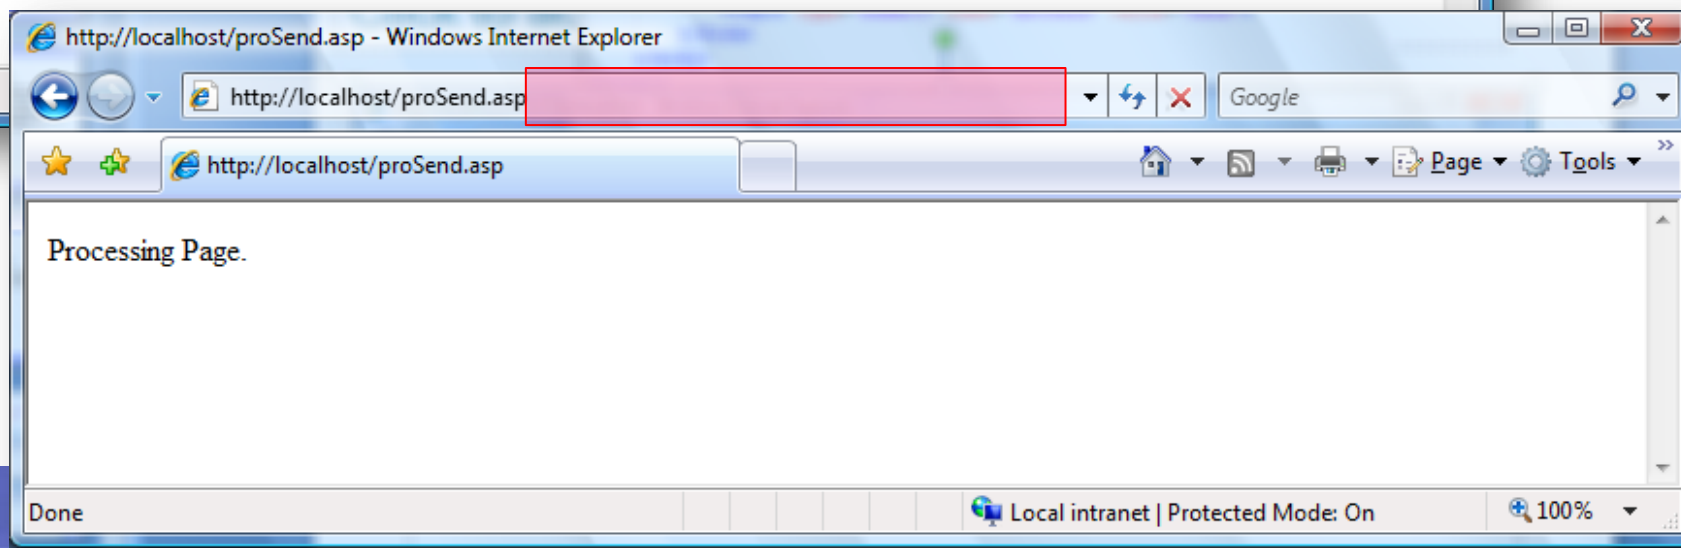 http://localhost/proSend.asp - Windows Internet Explorer
http://localhost/proSend.asp
Google
http://localhost/proSend.asp
Page
Tools
Processing Page.
Done
Local intranet | Protected Mode: On
100%